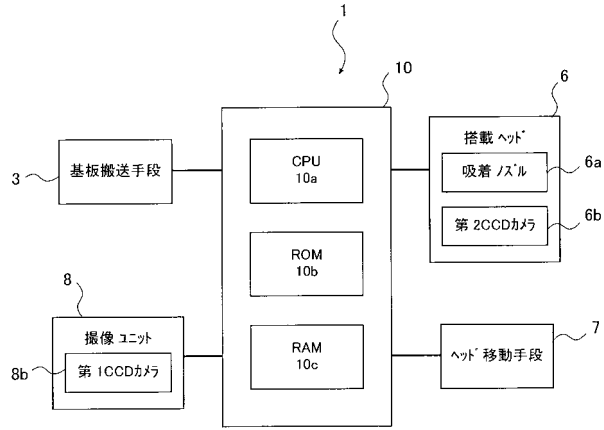 1
10
6
CPU
10a
ROM
10b
RAM
10c
3
基板搬送手段
搭載ヘッド
吸着ノズル
6a
第2CCDカメラ
6b
8
撮像ユニット
第1CCDカメラ
8b
7
ヘッド移動手段